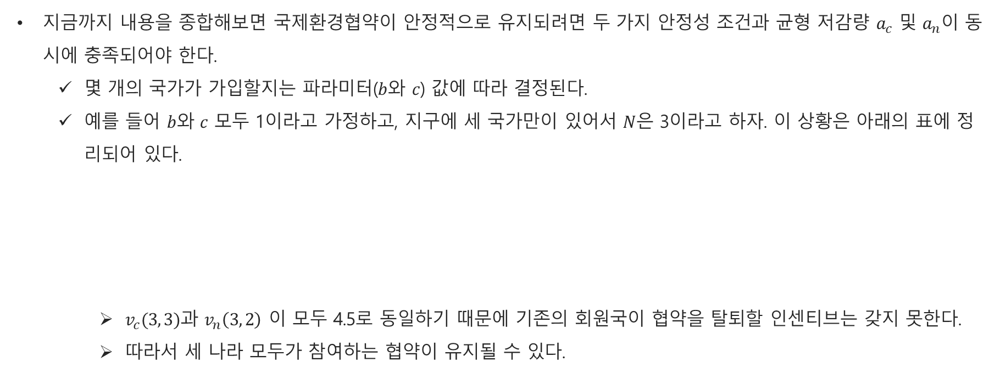 • 지금까지 내용을 종합해보면 국제환경협약이 안정적으로 유지되려면 두 가지 안정성 조건과 균형 저감량 a_c 및 a_n이 동
시에 충족되어야 한다.
✓ 몇 개의 국가가 가입할지는 파라미터(b와 c) 값에 따라 결정된다.
✓ 예를 들어 b와 c 모두 1이라고 가정하고, 지구에 세 국가만이 있어서 N은 3이라고 하자. 이 상황은 아래의 표에 정
리되어 있다.
➢ v_c(3,3)과 v_n(3,2) 이 모두 4.5로 동일하기 때문에 기존의 회원국이 협약을 탈퇴할 인센티브는 갖지 못한다.
➢ 따라서 세 나라 모두가 참여하는 협약이 유지될 수 있다.